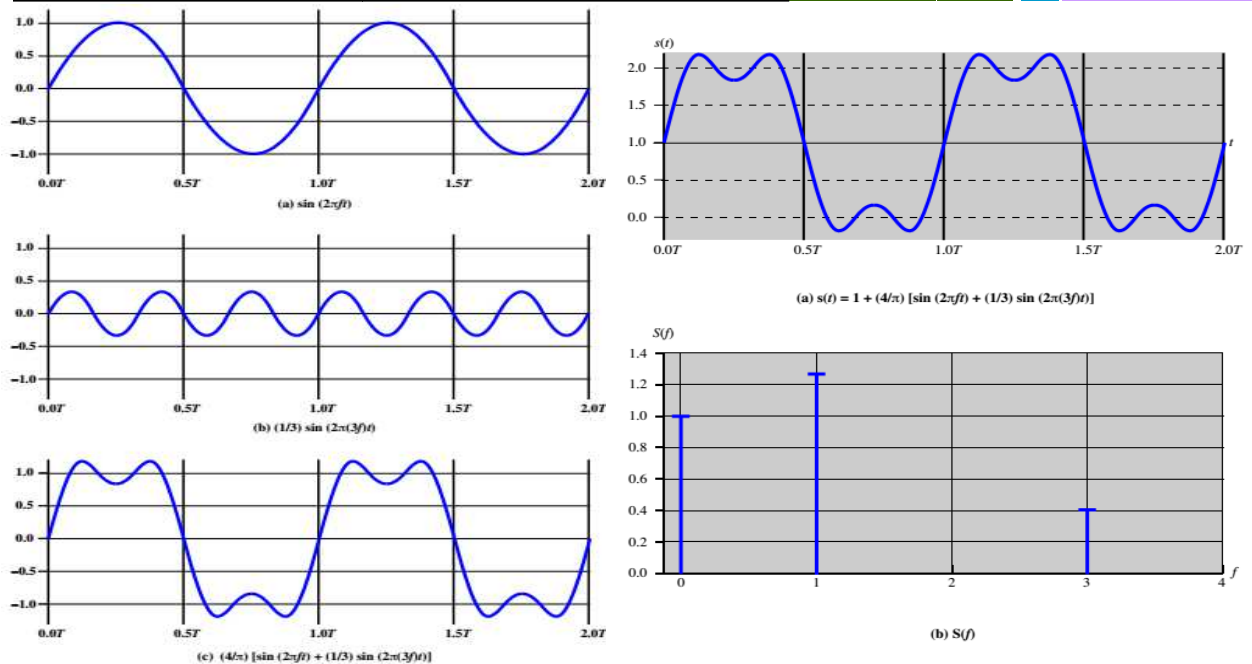 1.0
0.5
0.0
–0.5
–1.0
0.0T 0.5T 1.0T 1.5T 2.0T
(a) sin (2πft)
1.0
0.5
0.0
–0.5
–1.0
0.0T 0.5T 1.0T 1.5T 2.0T
(b) (1/3) sin (2π(3f)t)
1.0
0.5
0.0
–0.5
–1.0
0.0T 0.5T 1.0T 1.5T 2.0T
(c) (4/π) [sin (2πft) + (1/3) sin (2π(3f)t)]
s(t)
2.0
1.5
1.0
t
0.5
0.0
0.0T 0.5T 1.0T 1.5T 2.0T
(a) s(t) = 1 + (4/π) [sin (2πft) + (1/3) sin (2π(3f)t)]
S(f)
1.4
1.2
1.0
0.8
0.6
0.4
0.2
0.0
0 1 2 3 4
f
(b) S(f)